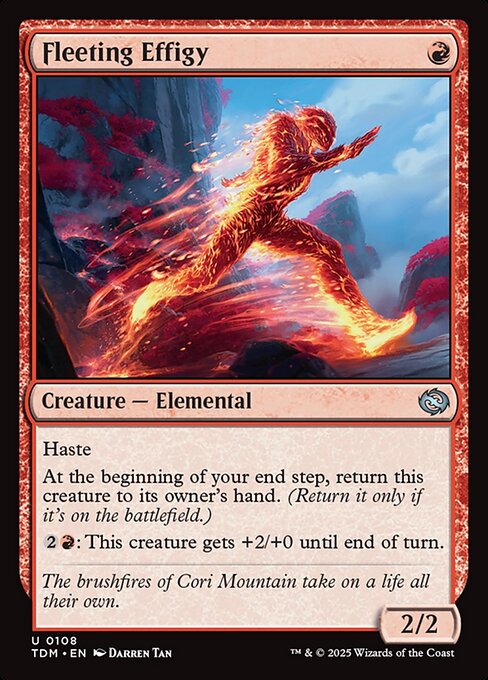 Fleeting Effigy
Creature — Elemental
Haste
At the beginning of your end step, return this
creature to its owner's hand. (Return it only if
it's on the battlefield.)
2: This creature gets +2/+0 until end of turn.
The brushfires of Cori Mountain take on a life all
their own.
2/2
U 0108
TDM • EN DARREN TAN
™ & © 2025 Wizards of the Coast